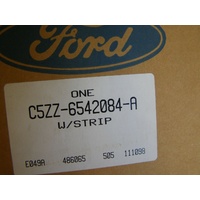 Ford
ONE
C5ZZ-6542084-A
W/STRIP
E049A 486065 505 111098